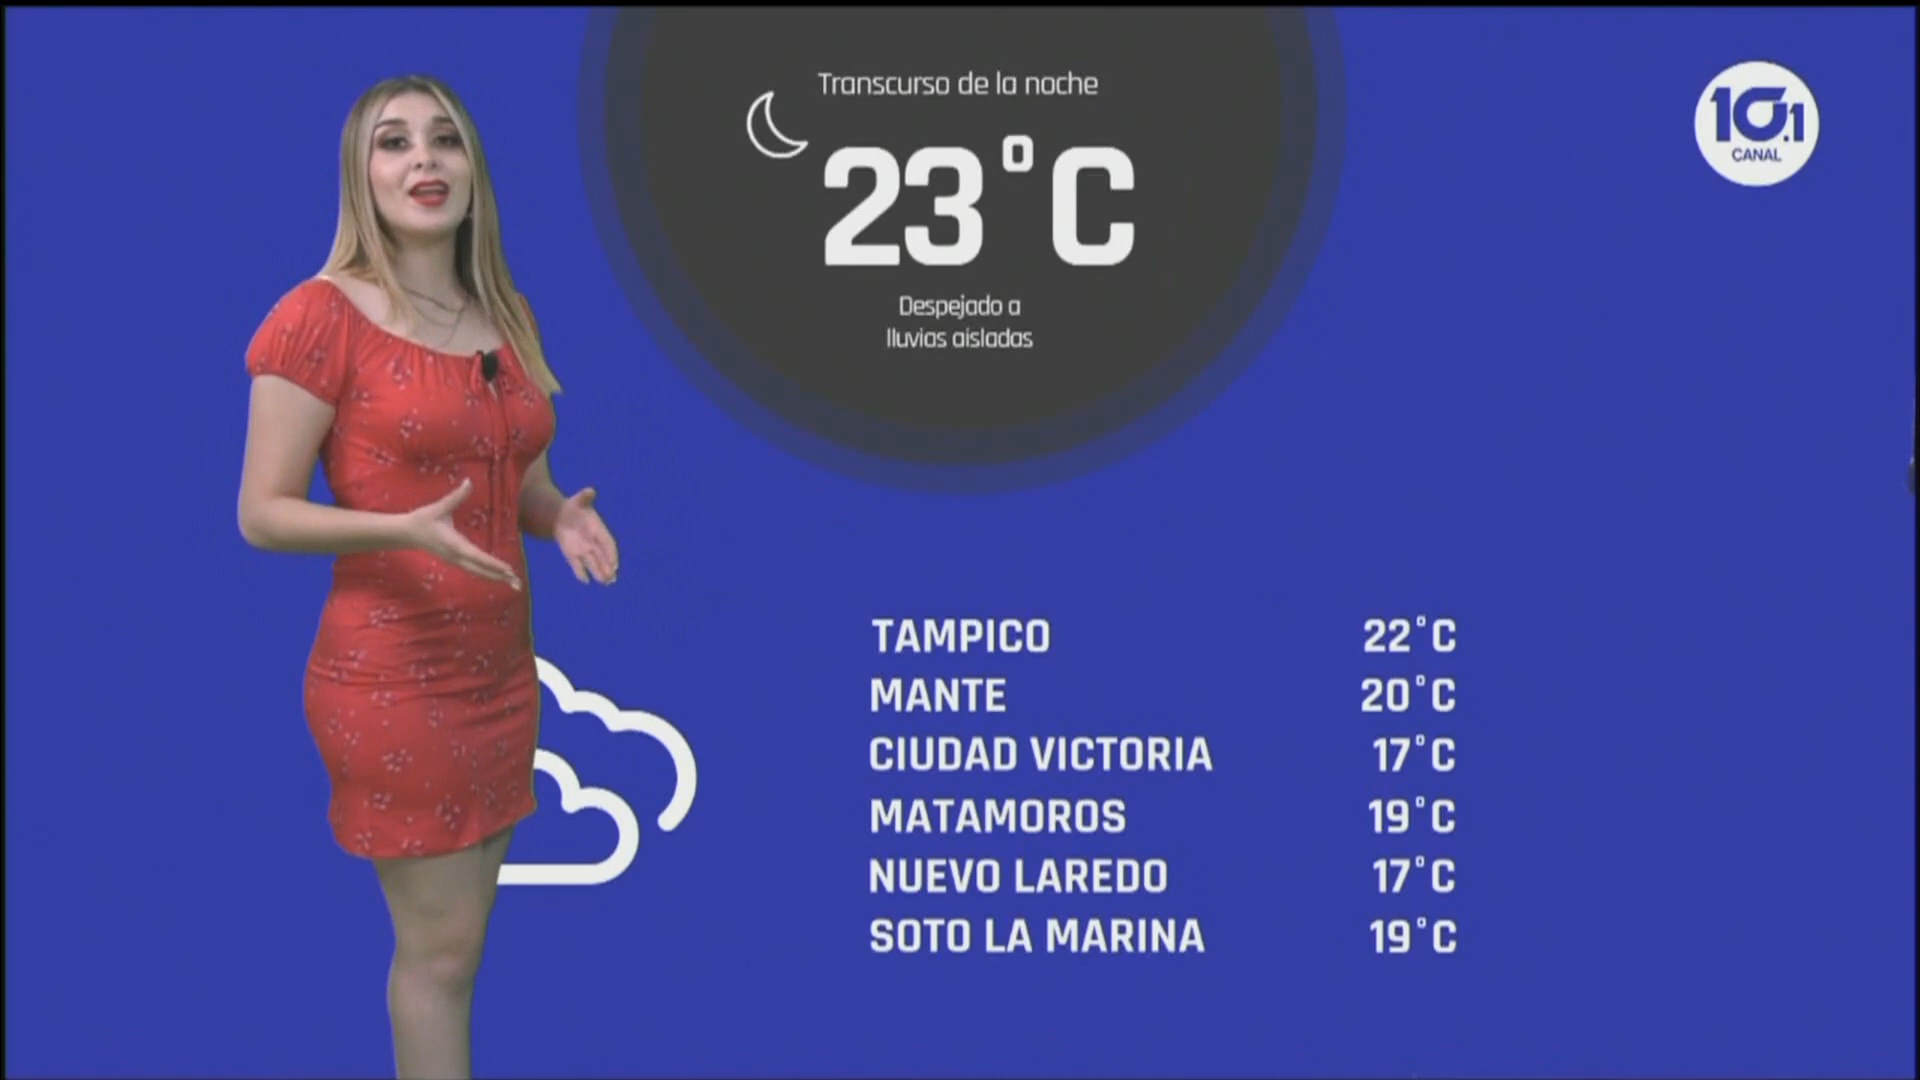 Transcurso de la noche
23°C
Despejado a
lluvias aisladas
10.1
CANAL
TAMPICO 22°C
MANTE 20°C
CIUDAD VICTORIA 17°C
MATAMOROS 19°C
NUEVO LAREDO 17°C
SOTO LA MARINA 19°C